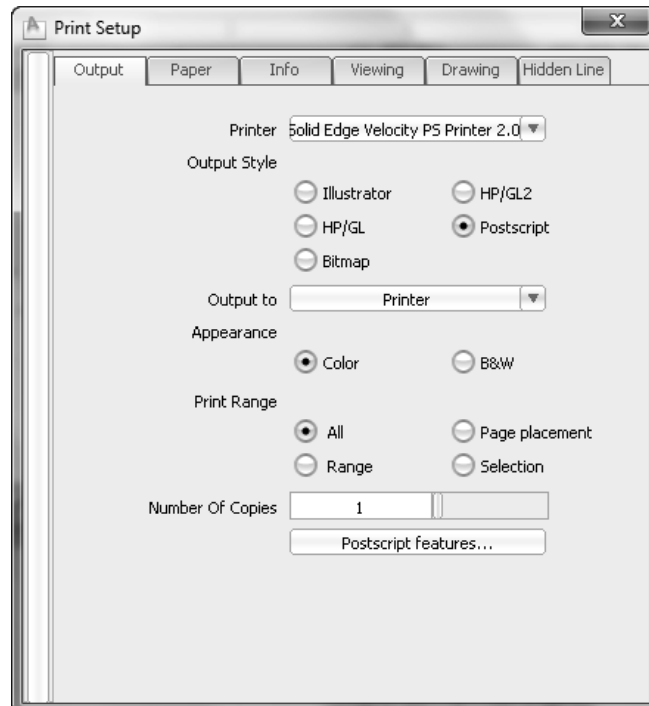 Print Setup
Output Paper Info Viewing Drawing Hidden Line
Printer Solid Edge Velocity PS Printer 2.0
Output Style
Illustrator HP/GL2
HP/GL Postscript
Bitmap
Output to Printer
Appearance
Color B&W
Print Range
All Page placement
Range Selection
Number Of Copies 1
Postscript features...